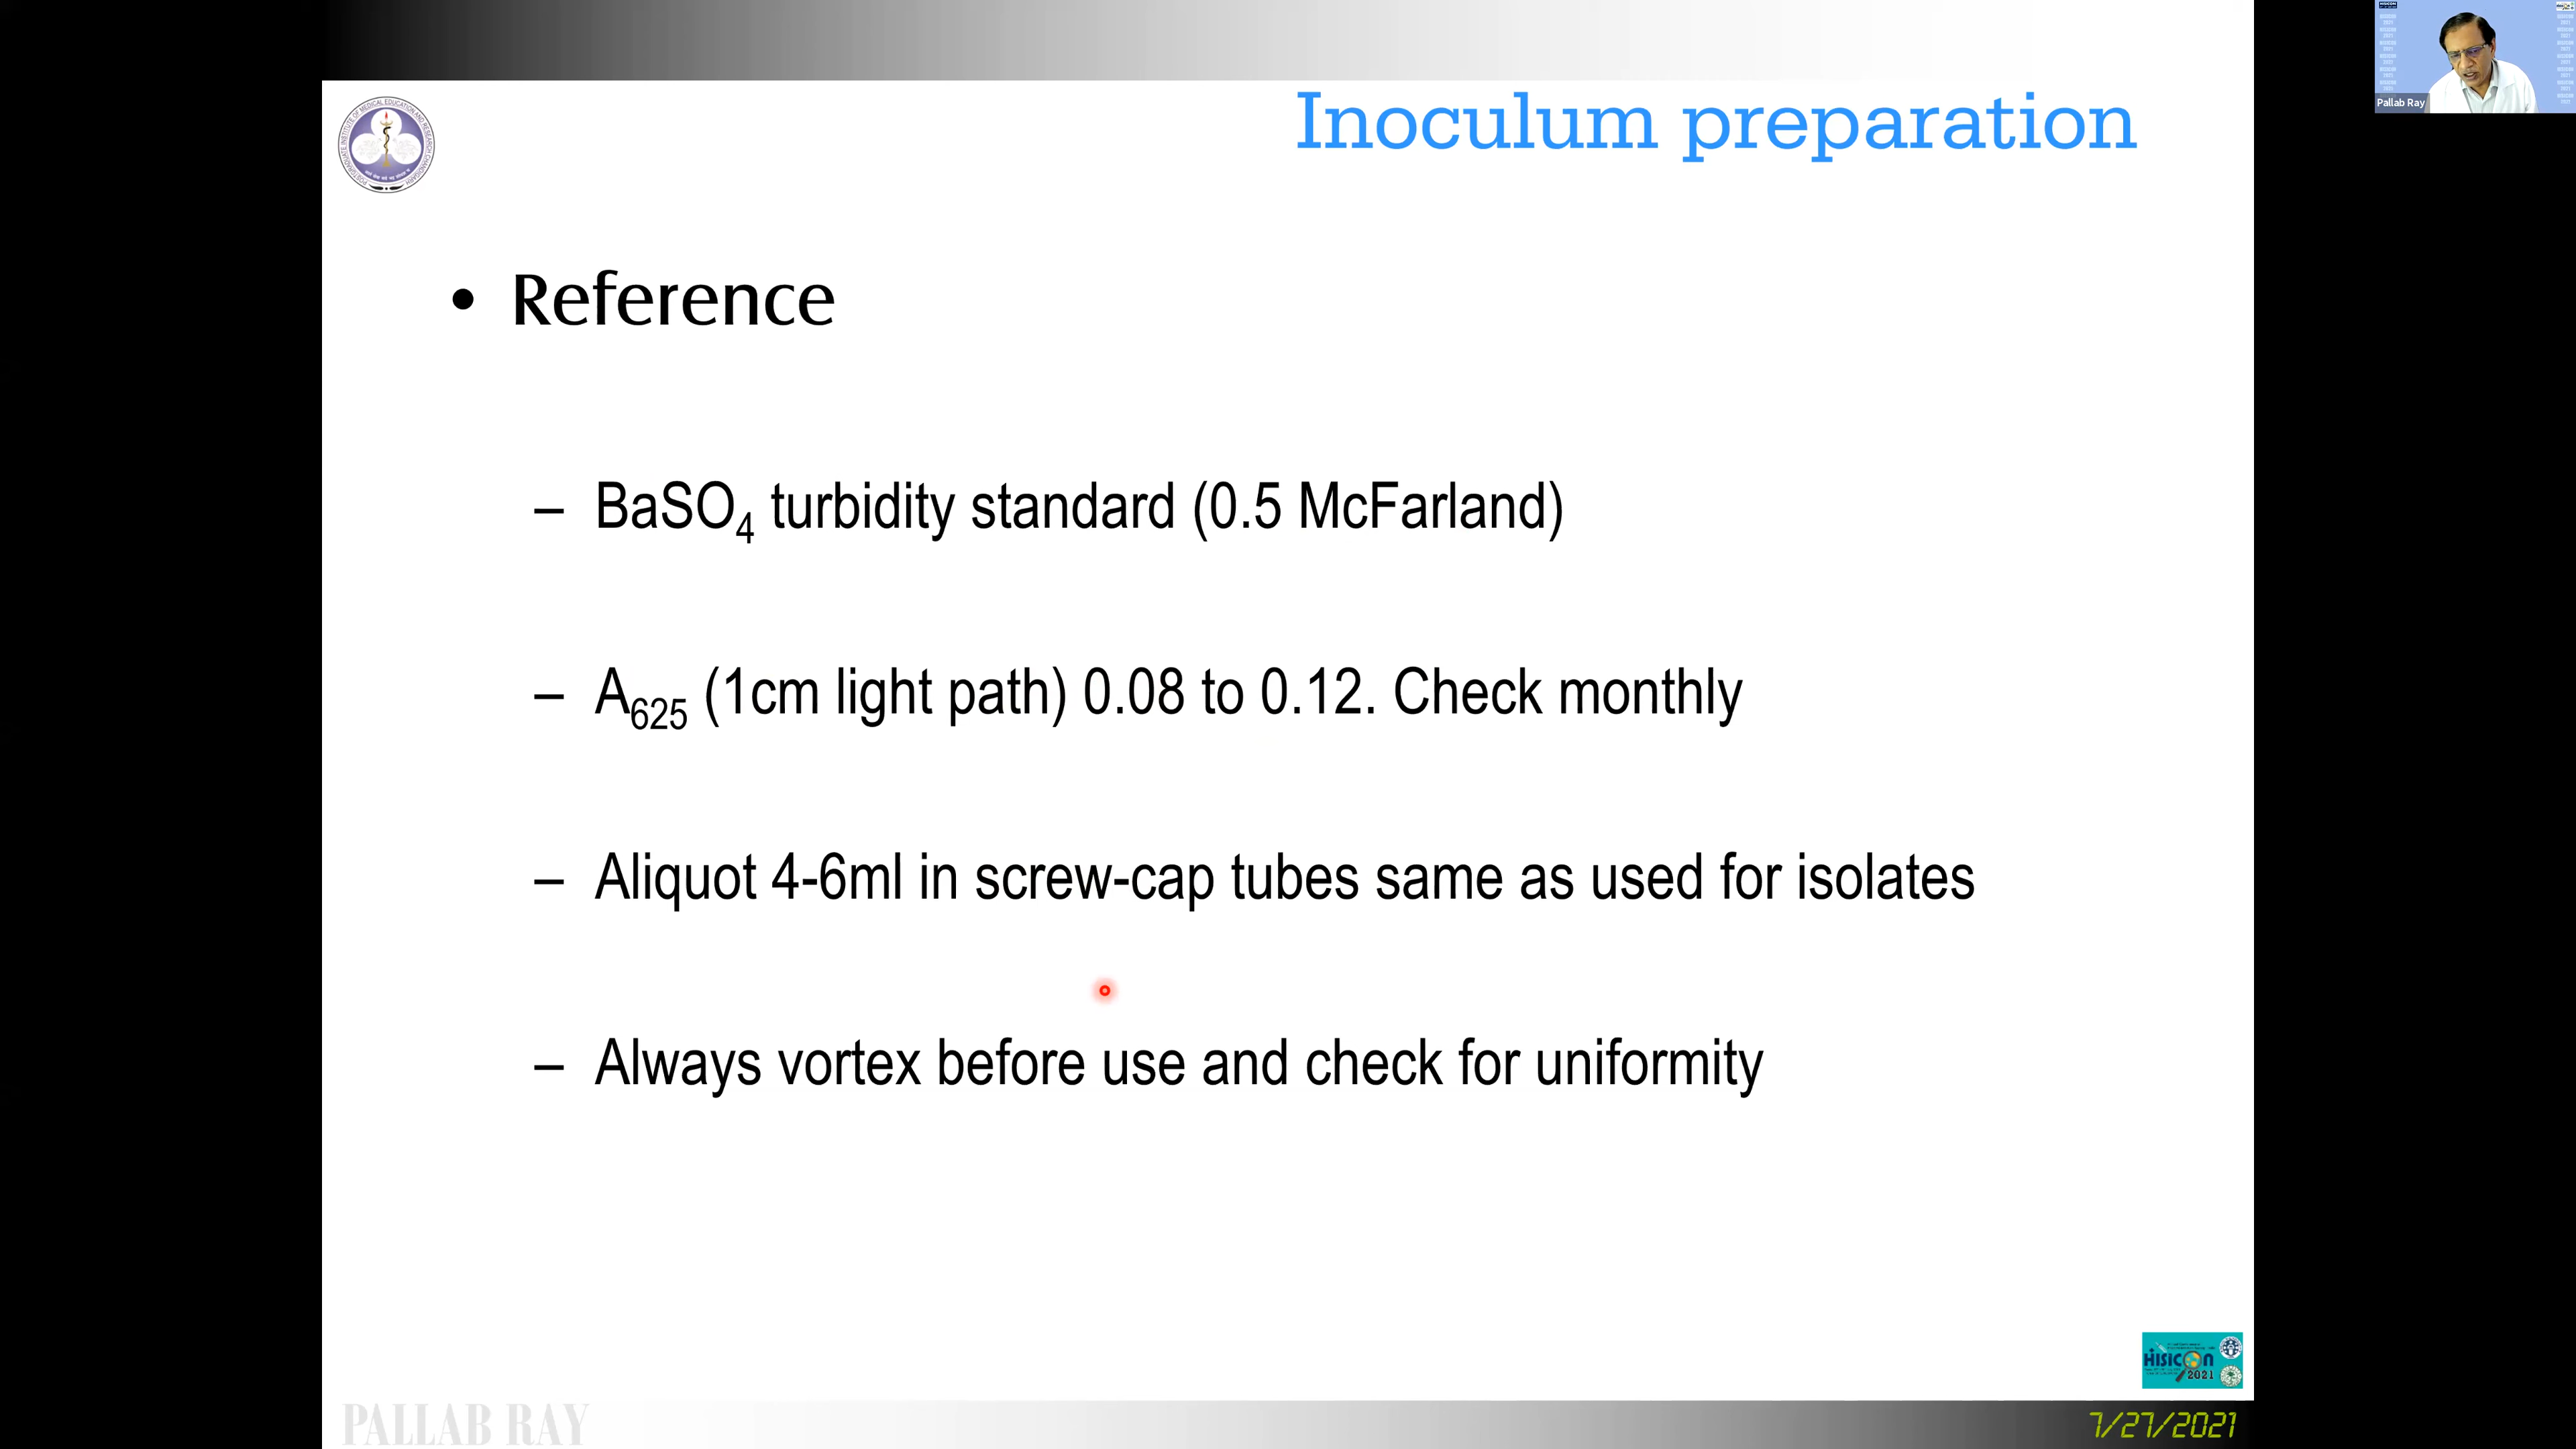 Inoculum preparation
Pallab Ray
• Reference
– BaSO4 turbidity standard (0.5 McFarland)
– A625 (1cm light path) 0.08 to 0.12. Check monthly
– Aliquot 4-6ml in screw-cap tubes same as used for isolates
– Always vortex before use and check for uniformity
HISICON
2021
PALLAB RAY
7/27/2021